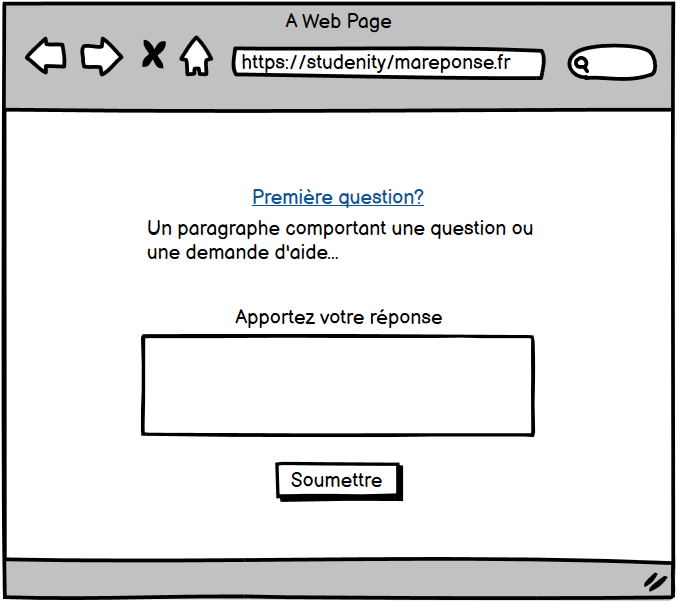 A Web Page
https://studenity/mareponse.fr
Première question?
Un paragraphe comportant une question ou
une demande d'aide...
Apportez votre réponse
Soumettre